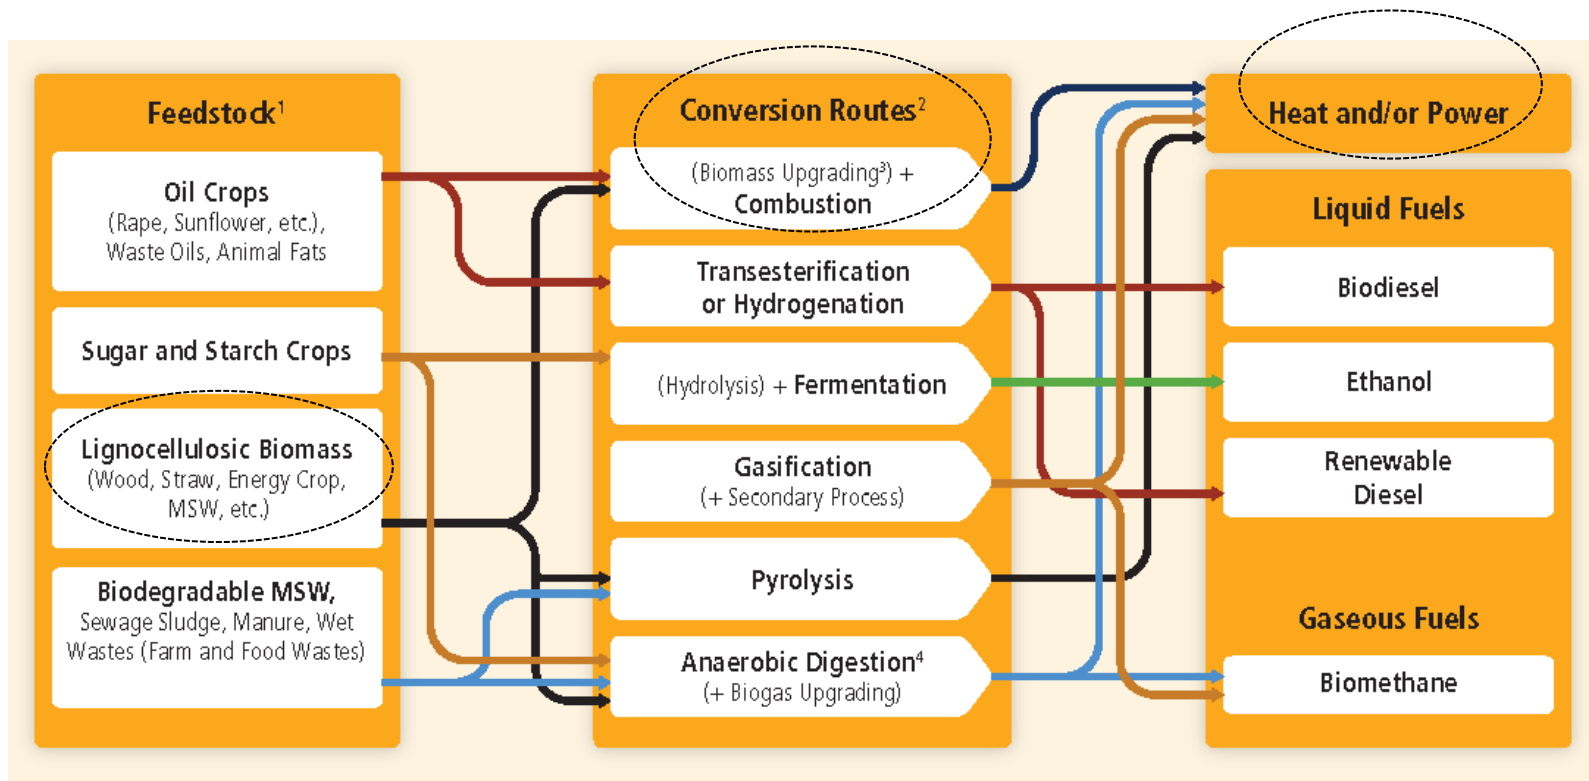 Feedstock¹
Oil Crops
(Rape, Sunflower, etc.),
Waste Oils, Animal Fats
Sugar and Starch Crops
Lignocellulosic Biomass
(Wood, Straw, Energy Crop,
MSW, etc.)
Biodegradable MSW,
Sewage Sludge, Manure, Wet
Wastes (Farm and Food Wastes)
Conversion Routes²
(Biomass Upgrading³) +
Combustion
Transesterification
or Hydrogenation
(Hydrolysis) + Fermentation
Gasification
(+ Secondary Process)
Pyrolysis
Anaerobic Digestion⁴
(+ Biogas Upgrading)
Heat and/or Power
Liquid Fuels
Biodiesel
Ethanol
Renewable
Diesel
Gaseous Fuels
Biomethane